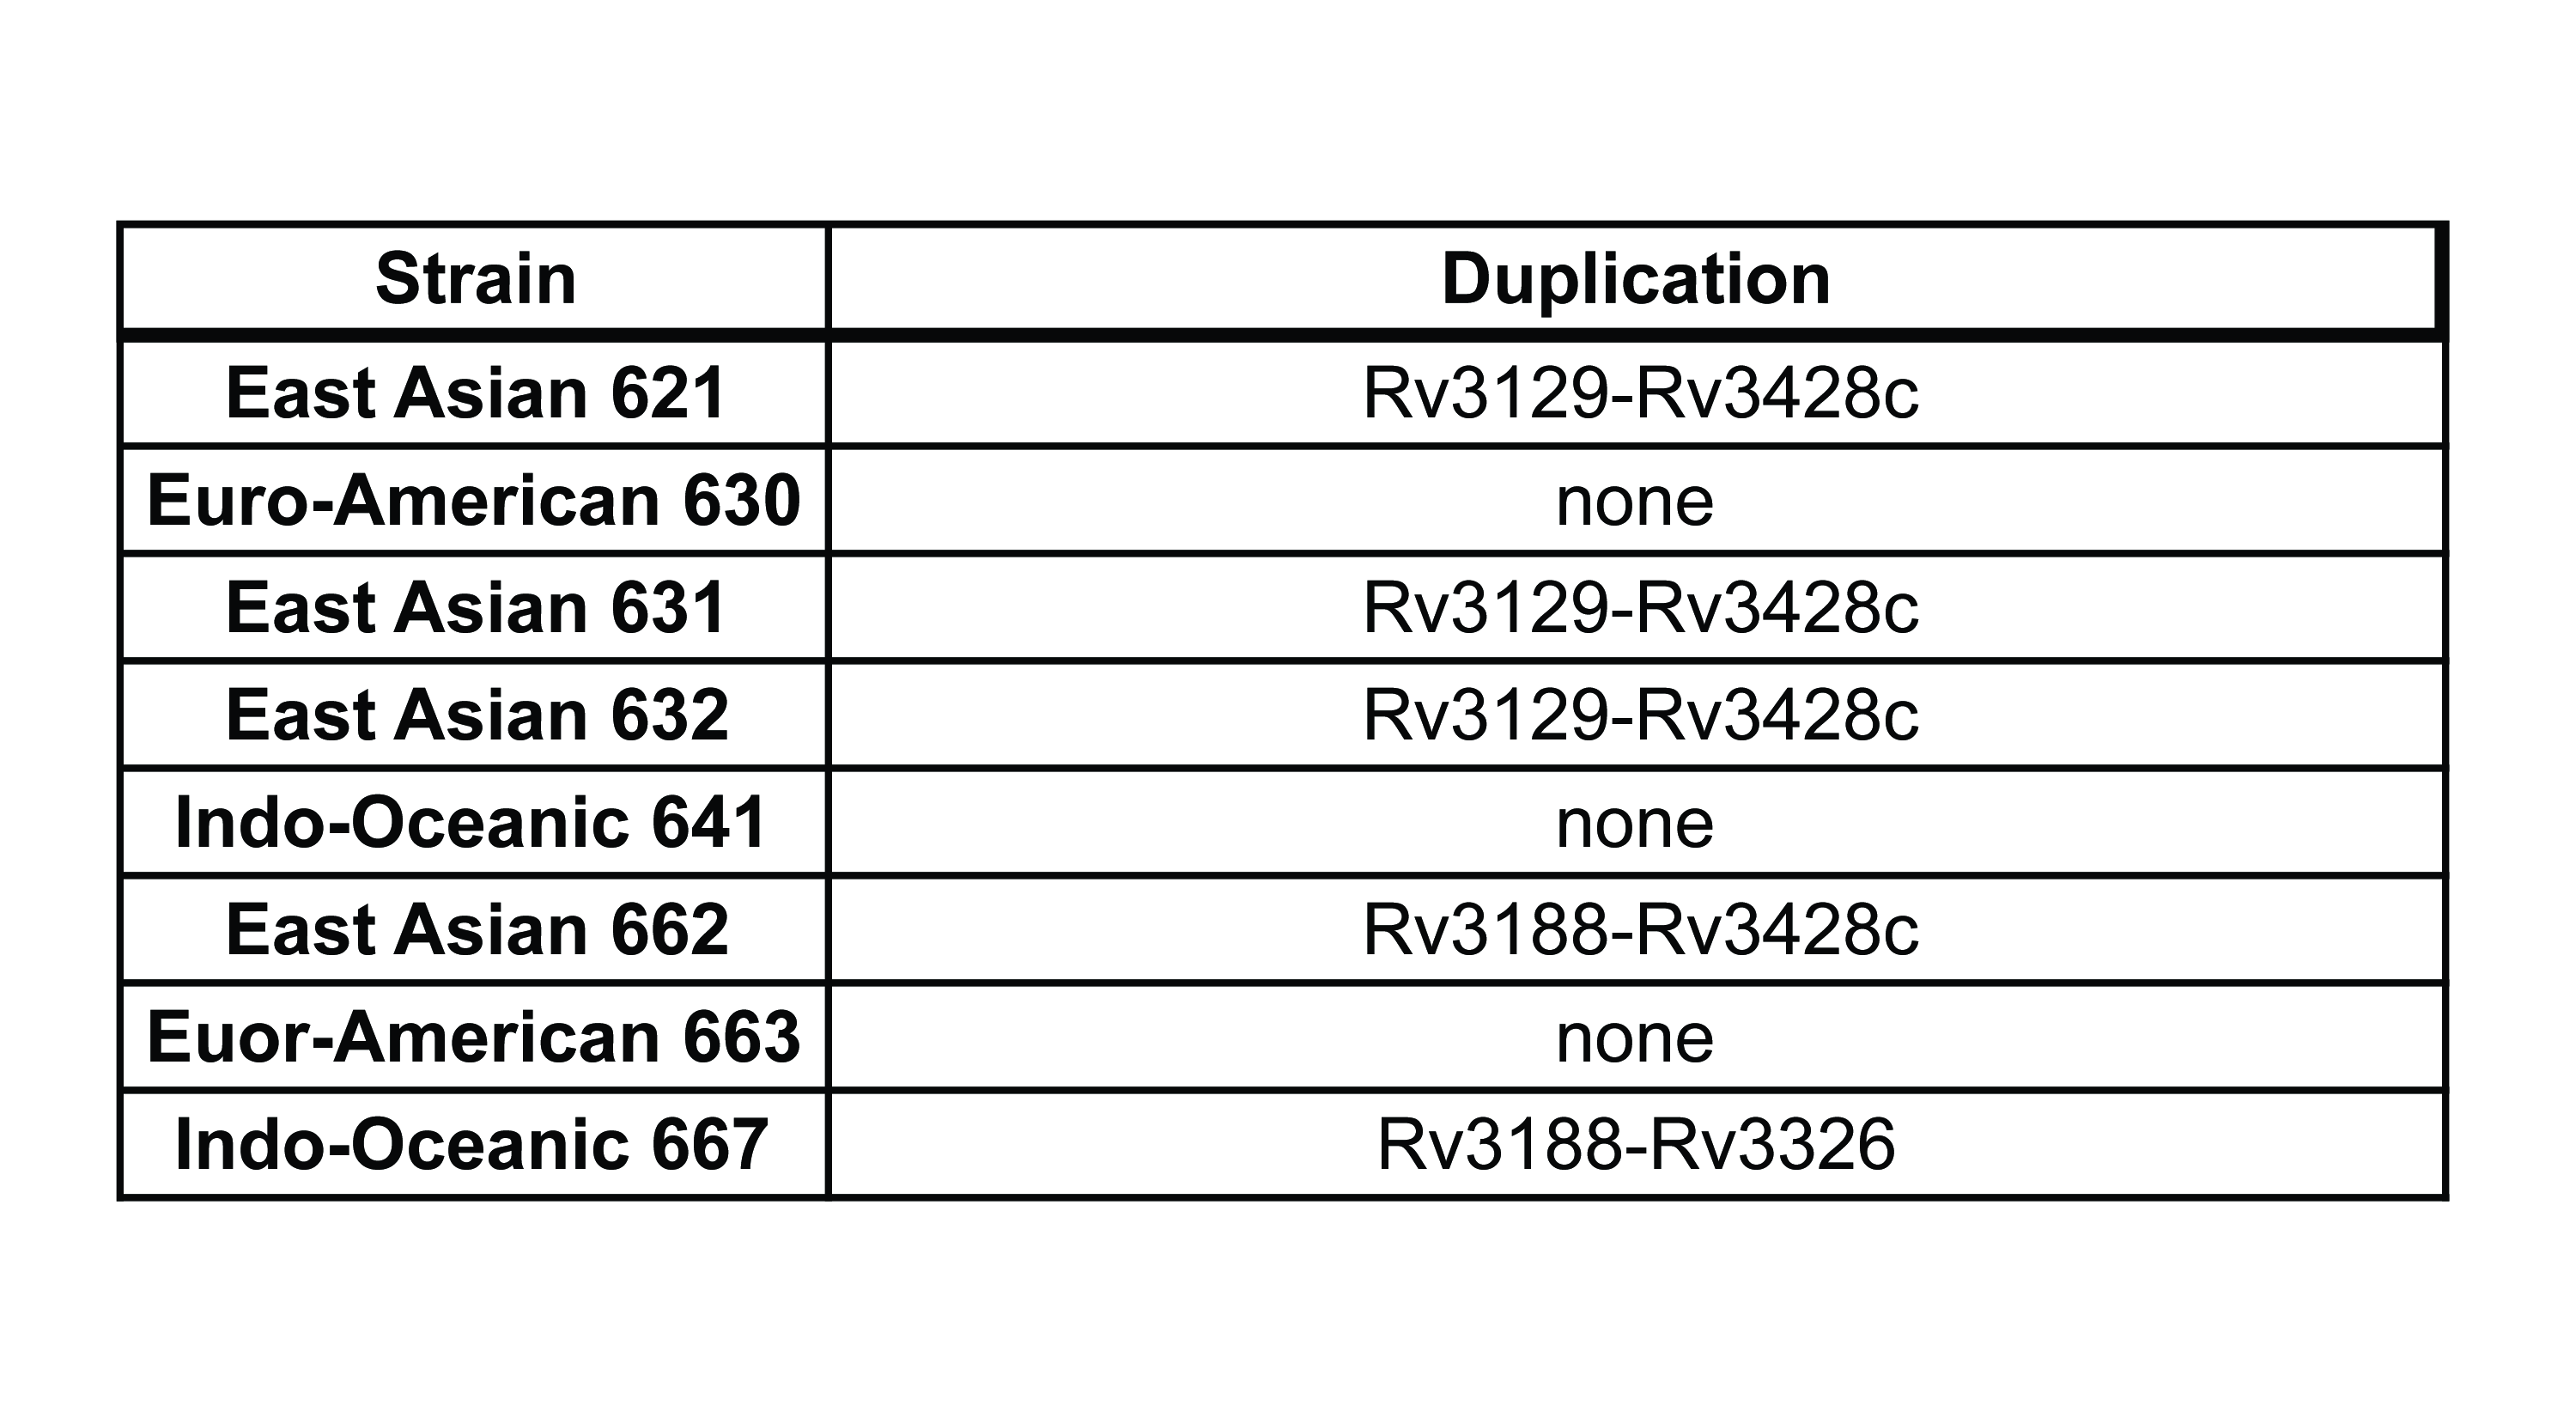 Strain Duplication
East Asian 621 Rv3129-Rv3428c
Euro-American 630 none
East Asian 631 Rv3129-Rv3428c
East Asian 632 Rv3129-Rv3428c
Indo-Oceanic 641 none
East Asian 662 Rv3188-Rv3428c
Euor-American 663 none
Indo-Oceanic 667 Rv3188-Rv3326